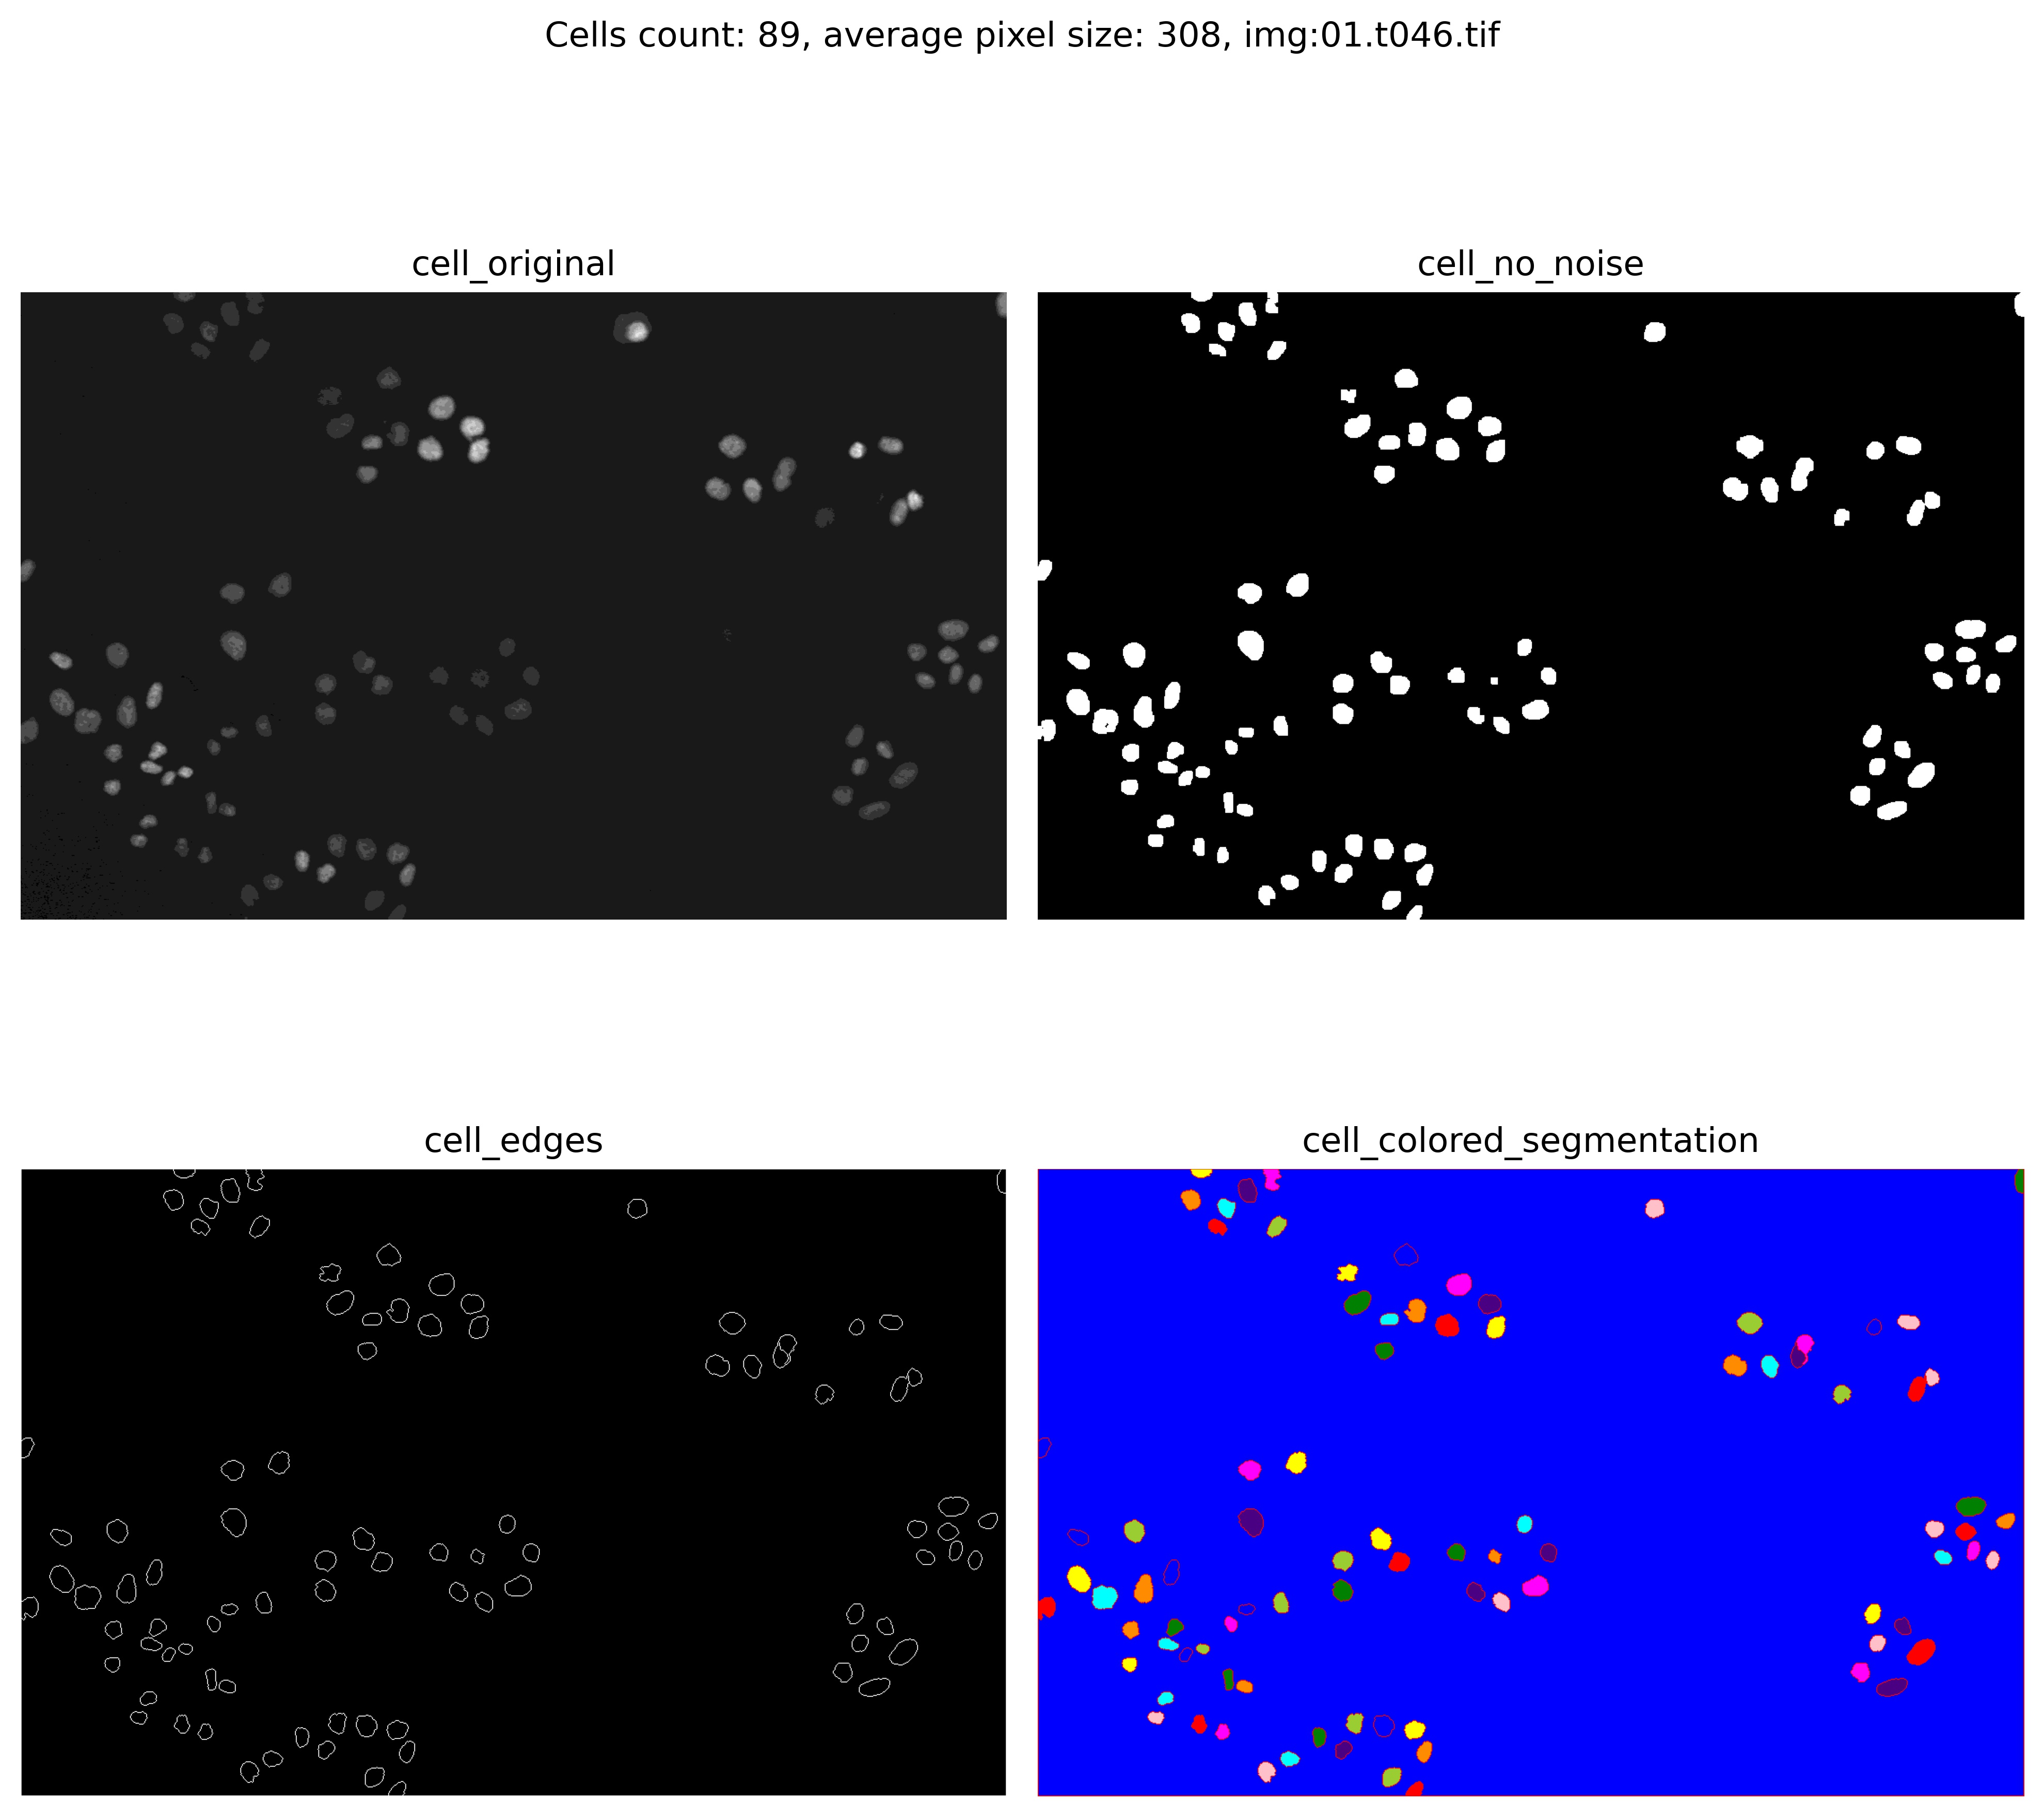 Cells count: 89, average pixel size: 308, img:01.t046.tif
cell_original
cell_no_noise
cell_edges
cell_colored_segmentation